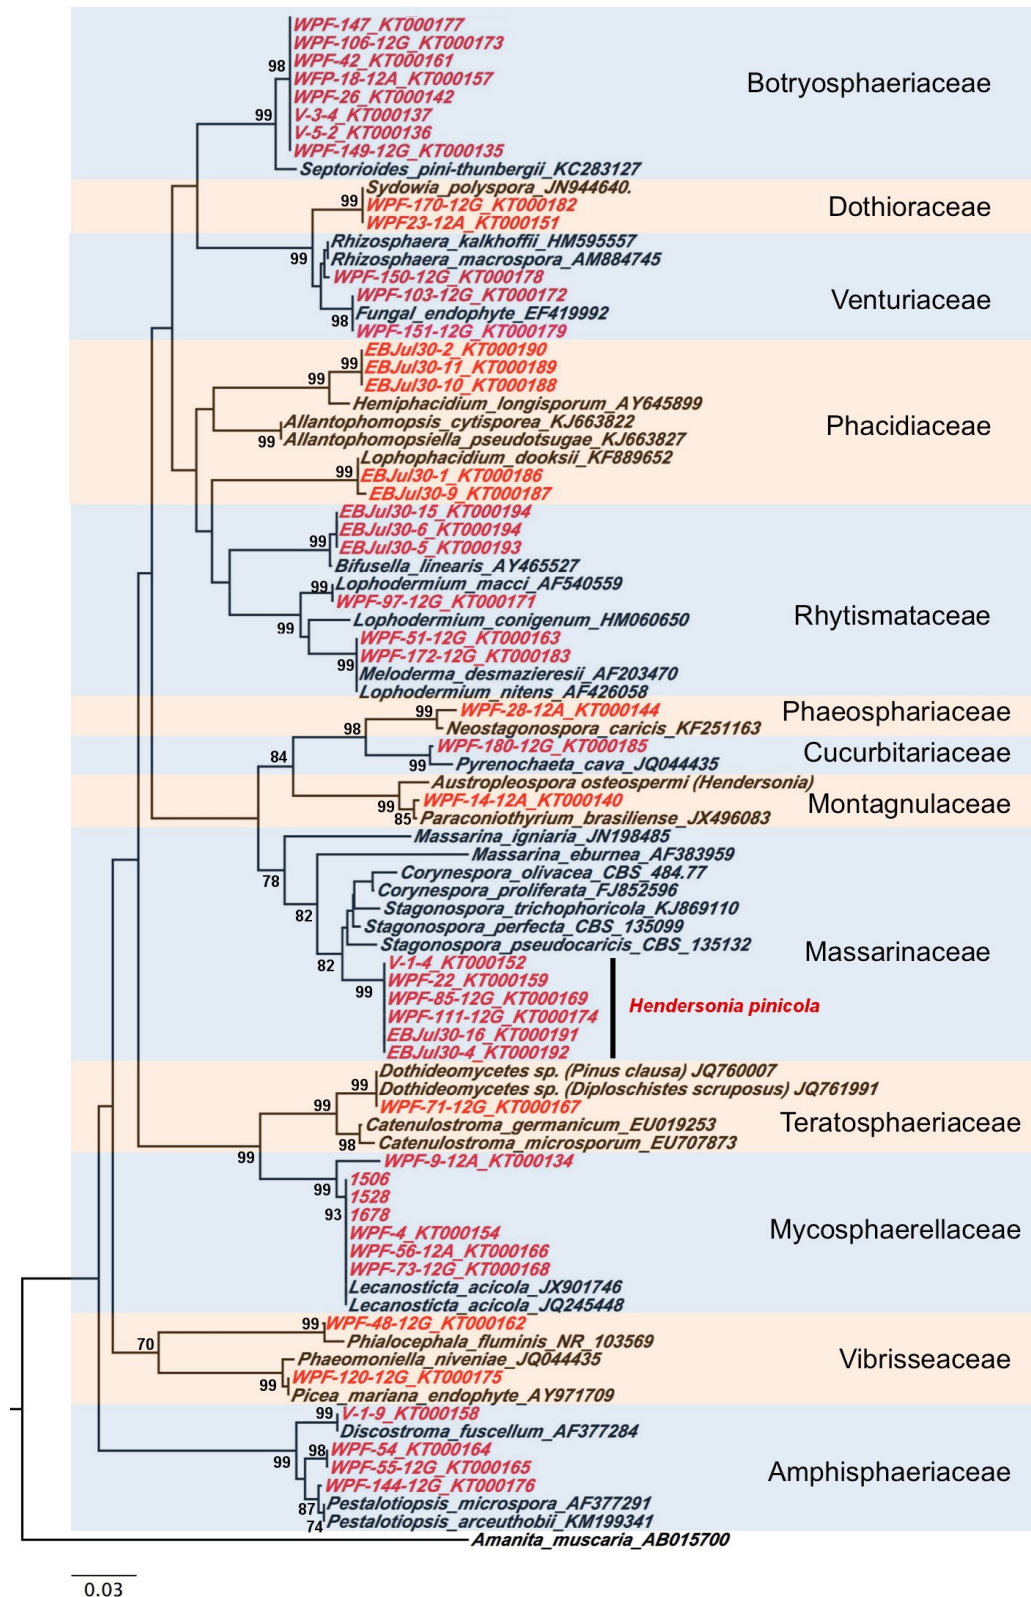 WPF-147_KT000177
WPF-106-12G_KT000173
98
WPF-42_KT000161
WFP-18-12A_KT000157
Botryosphaeriaceae
WPF-26_KT000142
99
V-3-4_KT000137
V-5-2_KT000136
WPF-149-12G_KT000135
Septorioides_pini-thunbergii_KC283127
Sydowia_polyspora_JN944640.
99
WPF-170-12G_KT000182
Dothioraceae
WPF23-12A_KT000151
Rhizosphaera_kalkhoffii_HM595557
99
Rhizosphaera_macrospora_AM884745
WPF-150-12G_KT000178
WPF-103-12G_KT000172
Venturiaceae
Fungal_endophyte_EF419992
98
WPF-151-12G_KT000179
EBJul30-2_KT000190
99
EBJul30-11_KT000189
99
EBJul30-10_KT000188
Hemiphacidium_longisporum_AY645899
Allantophomopsis_cytisporea_KJ663822
Phacidiaceae
99
Allantophomopsiella_pseudotsugae_KJ663827
Lophophacidium_dooksii_KF889652
99
EBJul30-1_KT000186
EBJul30-9_KT000187
EBJul30-15_KT000194
EBJul30-6_KT000194
99
EBJul30-5_KT000193
Bifusella_linearis_AY465527
99
Lophodermium_macci_AF540559
WPF-97-12G_KT000171
Rhytismataceae
99
Lophodermium_conigenum_HM060650
WPF-51-12G_KT000163
99
WPF-172-12G_KT000183
Meloderma_desmazieresii_AF203470
Lophodermium_nitens_AF426058
99
WPF-28-12A_KT000144
Phaeosphariaceae
98
Neostagonospora_caricis_KF251163
84
WPF-180-12G_KT000185
Cucurbitariaceae
99
Pyrenochaeta_cava_JQ044435
Austropleospora osteospermi (Hendersonia)
99
WPF-14-12A_KT000140
Montagnulaceae
85
Paraconiothyrium_brasiliense_JX496083
Massarina_igniaria_JN198485
Massarina_eburnea_AF383959
78
Corynespora_olivacea_CBS_484.77
Corynespora_proliferata_FJ852596
82
Stagonospora_trichophoricola_KJ869110
Stagonospora_perfecta_CBS_135099
Stagonospora_pseudocaricis_CBS_135132
Massarinaceae
82
V-1-4_KT000152
WPF-22_KT000159
99
WPF-85-12G_KT000169
Hendersonia pinicola
WPF-111-12G_KT000174
EBJul30-16_KT000191
EBJul30-4_KT000192
Dothideomycetes sp. (Pinus clausa) JQ760007
99
Dothideomycetes sp. (Diploschistes scruposus) JQ761991
99
WPF-71-12G_KT000167
Teratosphaeriaceae
Catenulostroma_germanicum_EU019253
98
Catenulostroma_microsporum_EU707873
99
WPF-9-12A_KT000134
99
1506
1528
93
1678
WPF-4_KT000154
Mycosphaerellaceae
WPF-56-12A_KT000166
WPF-73-12G_KT000168
Lecanosticta_acicola_JX901746
Lecanosticta_acicola_JQ245448
99
WPF-48-12G_KT000162
70
Phialocephala_fluminis_NR_103569
Phaeomoniella_niveniae_JQ044435
Vibrisseaceae
99
WPF-120-12G_KT000175
Picea_mariana_endophyte_AY971709
99
V-1-9_KT000158
Discostroma_fuscellum_AF377284
98
WPF-54_KT000164
99
WPF-55-12G_KT000165
Amphisphaeriaceae
WPF-144-12G_KT000176
87
Pestalotiopsis_microspora_AF377291
74
Pestalotiopsis_arceuthobii_KM199341
Amanita_muscaria_AB015700
0.03